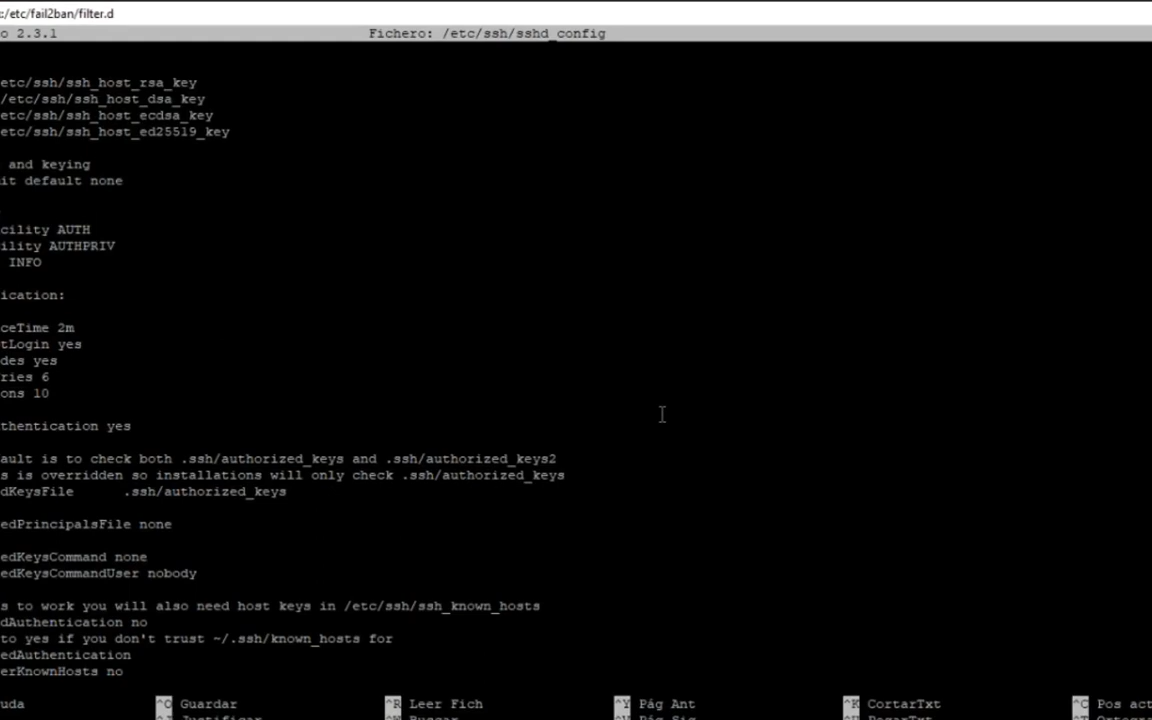 :/etc/fail2ban/filter.d
o 2.3.1 Fichero: /etc/ssh/sshd_config
etc/ssh/ssh_host_rsa_key
/etc/ssh/ssh_host_dsa_key
etc/ssh/ssh_host_ecdsa_key
etc/ssh/ssh_host_ed25519_key
and keying
it default none
cility AUTH
ility AUTHPRIV
INFO
ication:
ceTime 2m
tLogin yes
des yes
ries 6
ons 10
thentication yes
ault is to check both .ssh/authorized_keys and .ssh/authorized_keys2
s is overridden so installations will only check .ssh/authorized_keys
dKeysFile .ssh/authorized_keys
edPrincipalsFile none
edKeysCommand none
edKeysCommandUser nobody
s to work you will also need host keys in /etc/ssh/ssh_known_hosts
dAuthentication no
to yes if you don't trust ~/.ssh/known_hosts for
edAuthentication
erKnownHosts no
uda ^O Guardar ^R Leer Fich ^Y Pág Ant ^K CortarTxt ^C Pos act